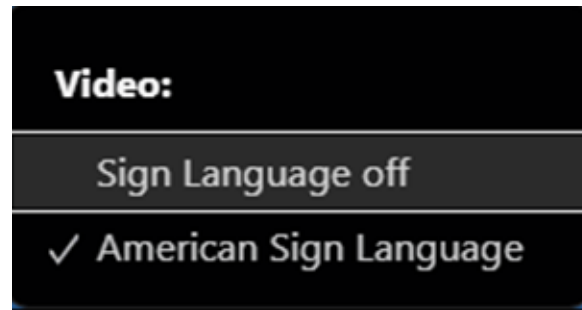 Video:
Sign Language off
✓ American Sign Language